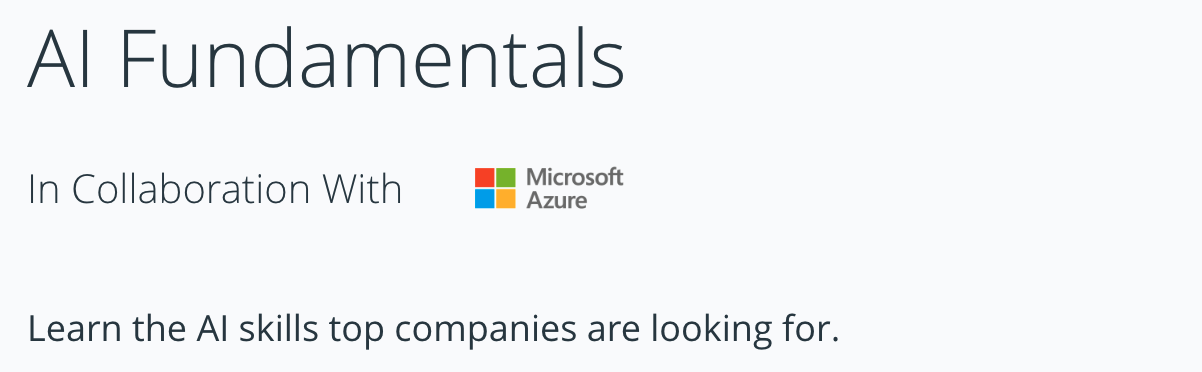 AI Fundamentals
In Collaboration With
Microsoft
Azure
Learn the AI skills top companies are looking for.